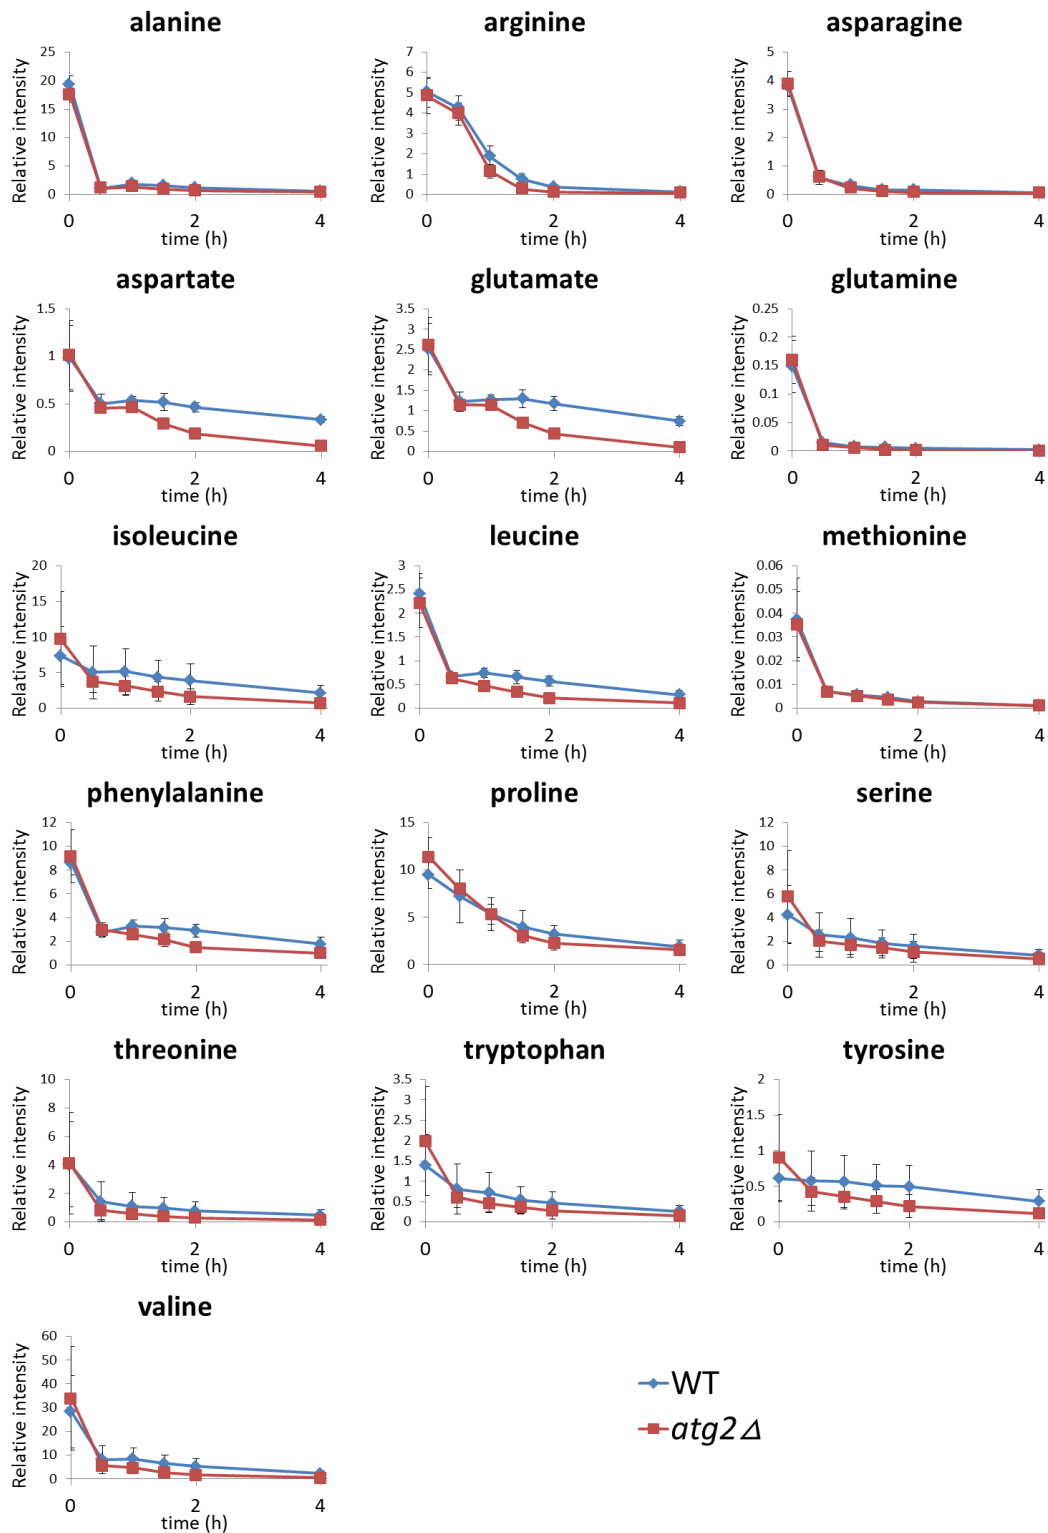 alanine
Relative intensity
25
20
15
10
5
0
0 2 4
time (h)
arginine
Relative intensity
7
6
5
4
3
2
1
0
0 2 4
time (h)
asparagine
Relative intensity
5
4
3
2
1
0
0 2 4
time (h)
aspartate
Relative intensity
1.5
1
0.5
0
0 2 4
time (h)
glutamate
Relative intensity
3.5
3
2.5
2
1.5
1
0.5
0
0 2 4
time (h)
glutamine
Relative intensity
0.25
0.2
0.15
0.1
0.05
0
0 2 4
time (h)
isoleucine
Relative intensity
20
15
10
5
0
0 2 4
time (h)
leucine
Relative intensity
3
2.5
2
1.5
1
0.5
0
0 2 4
time (h)
methionine
Relative intensity
0.06
0.05
0.04
0.03
0.02
0.01
0
0 2 4
time (h)
phenylalanine
Relative intensity
12
10
8
6
4
2
0
0 2 4
time (h)
proline
Relative intensity
15
10
5
0
0 2 4
time (h)
serine
Relative intensity
12
10
8
6
4
2
0
0 2 4
time (h)
threonine
Relative intensity
10
8
6
4
2
0
0 2 4
time (h)
tryptophan
Relative intensity
3.5
3
2.5
2
1.5
1
0.5
0
0 2 4
time (h)
tyrosine
Relative intensity
2
1.5
1
0.5
0
0 2 4
time (h)
valine
Relative intensity
60
50
40
30
20
10
0
0 2 4
time (h)
WT
atg2Δ